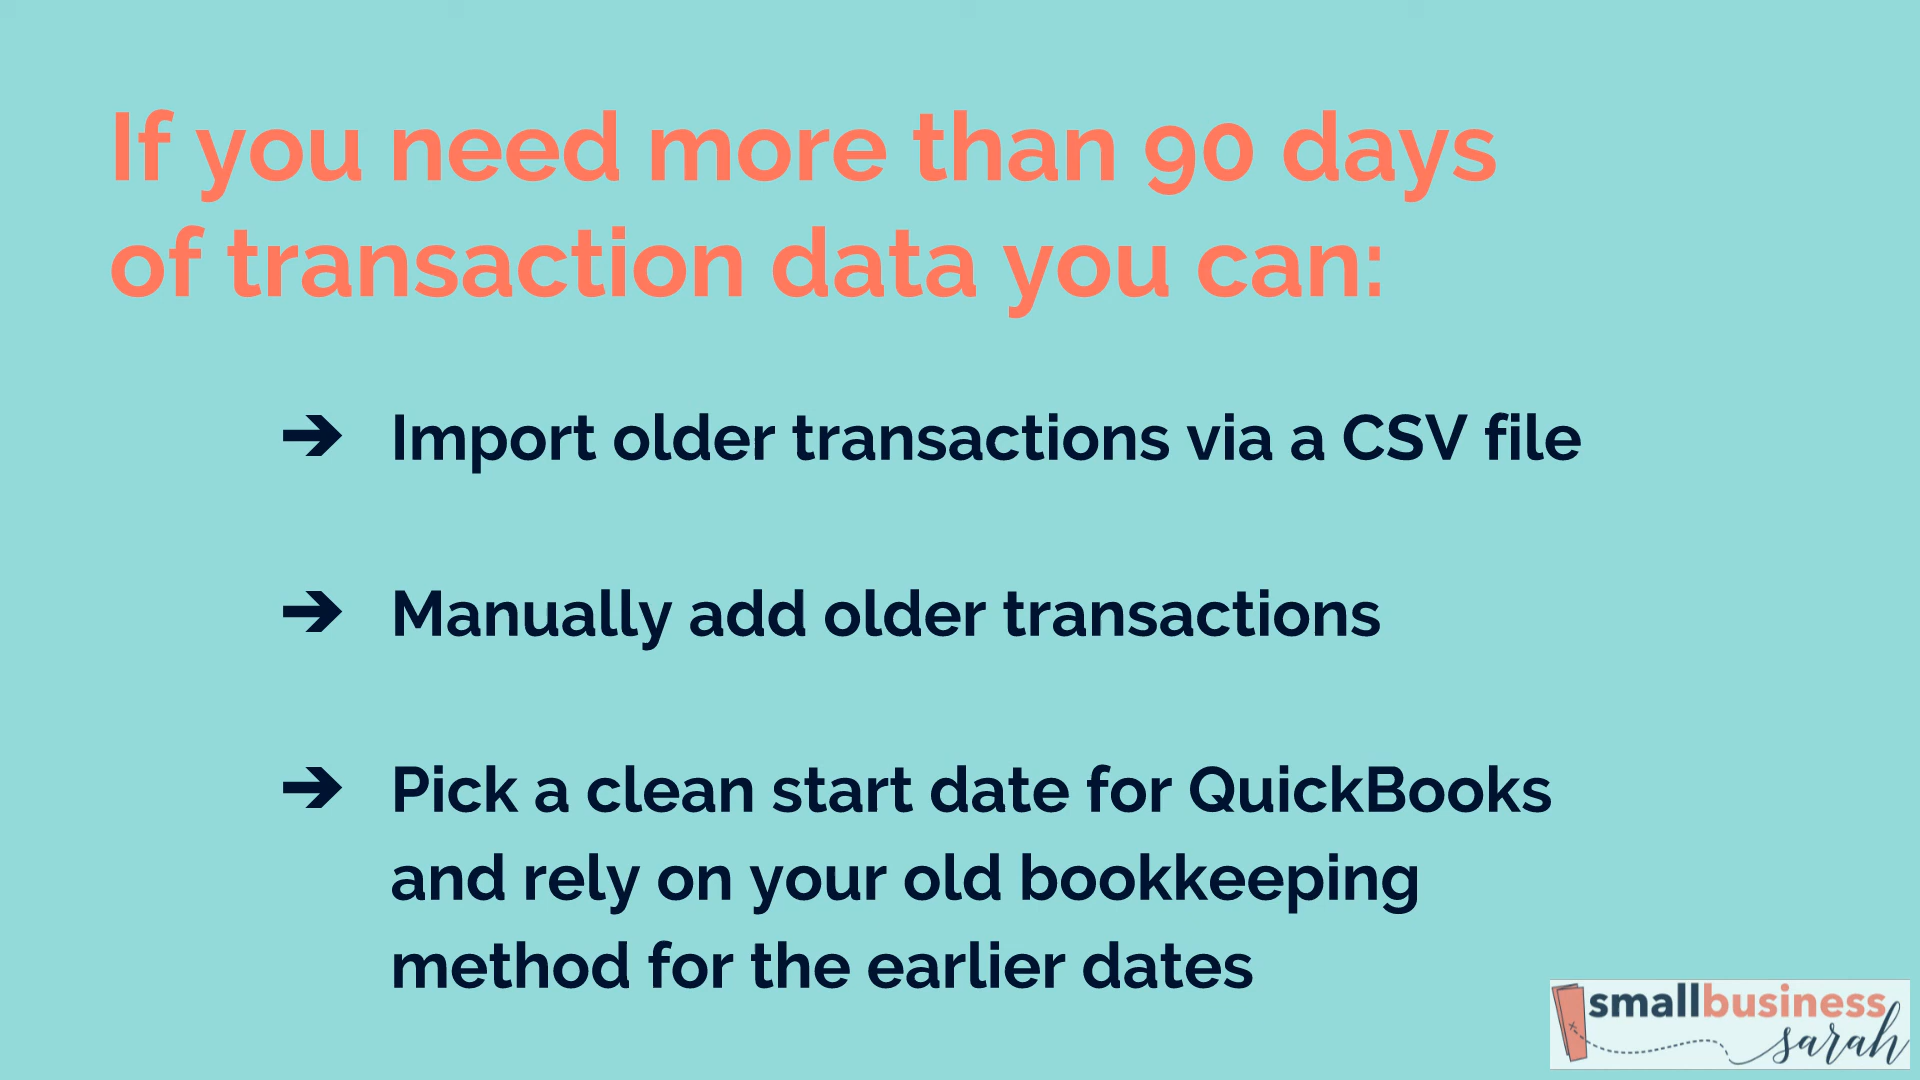 If you need more than 90 days
of transaction data you can:
➔ Import older transactions via a CSV file
➔ Manually add older transactions
➔ Pick a clean start date for QuickBooks
and rely on your old bookkeeping
method for the earlier dates
smallbusiness
sarah